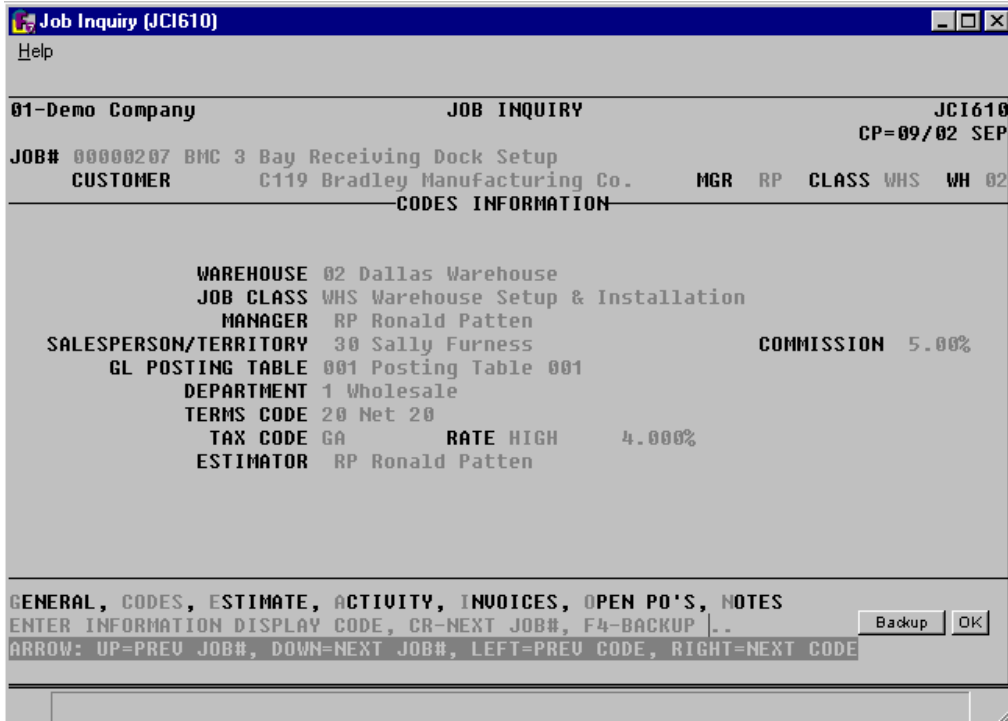 Job Inquiry (JCI610)
Help
01-Demo Company JOB INQUIRY JCI610
CP=09/02 SEP
JOB# 00000207 BMC 3 Bay Receiving Dock Setup
CUSTOMER C119 Bradley Manufacturing Co. MGR RP CLASS WHS WH 02
CODES INFORMATION
WAREHOUSE 02 Dallas Warehouse
JOB CLASS WHS Warehouse Setup & Installation
MANAGER RP Ronald Patten
SALESPERSON/TERRITORY 30 Sally Furness COMMISSION 5.00%
GL POSTING TABLE 001 Posting Table 001
DEPARTMENT 1 Wholesale
TERMS CODE 20 Net 20
TAX CODE GA RATE HIGH 4.000%
ESTIMATOR RP Ronald Patten
GENERAL, CODES, ESTIMATE, ACTIVITY, INVOICES, OPEN PO'S, NOTES
ENTER INFORMATION DISPLAY CODE, CR-NEXT JOB#, F4-BACKUP .. Backup OK
ARROW: UP=PREV JOB#, DOWN=NEXT JOB#, LEFT=PREV CODE, RIGHT=NEXT CODE